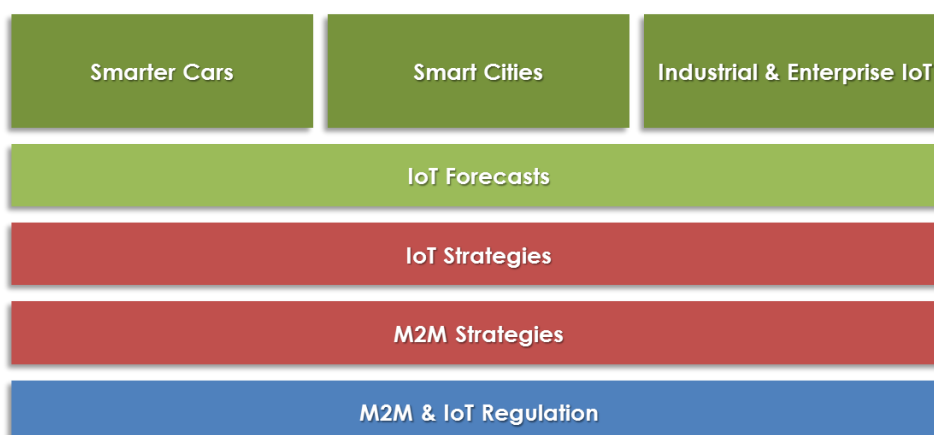 Smarter Cars
Smart Cities
Industrial & Enterprise IoT
IoT Forecasts
IoT Strategies
M2M Strategies
M2M & IoT Regulation